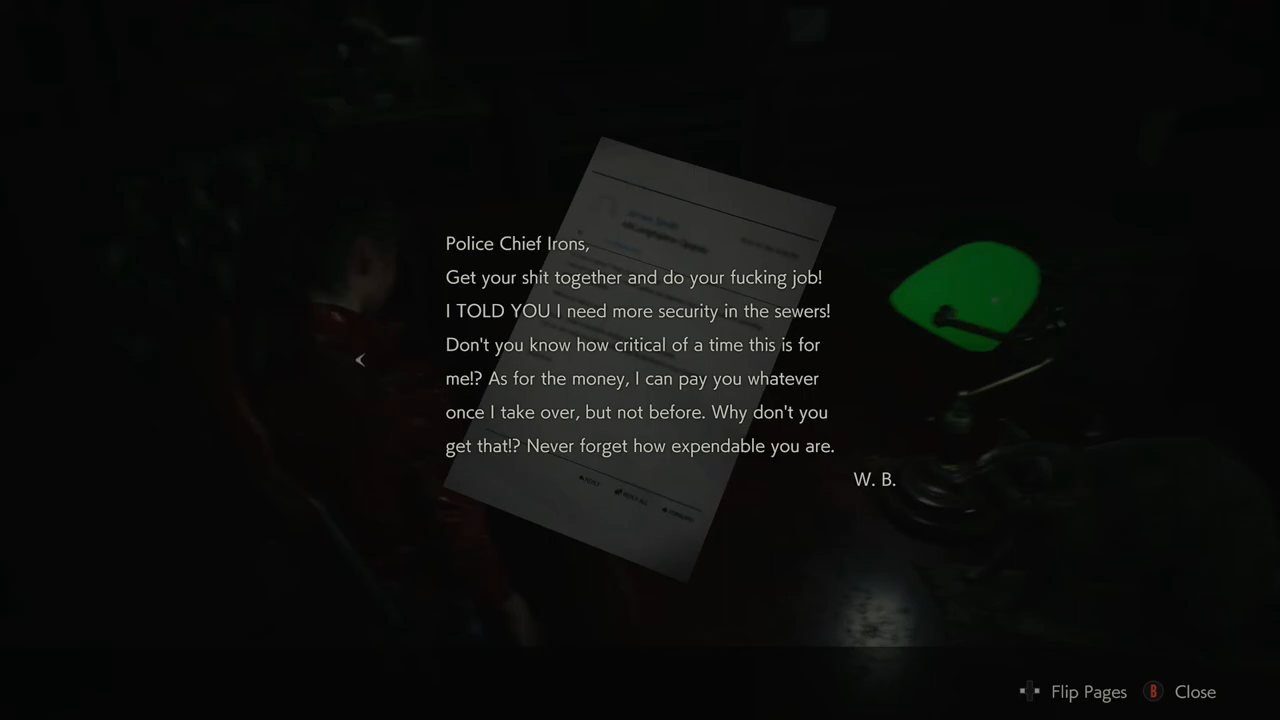 Police Chief Irons,
Get your shit together and do your fucking job!
I TOLD YOU I need more security in the sewers!
Don't you know how critical of a time this is for
me!? As for the money, I can pay you whatever
once I take over, but not before. Why don't you
get that!? Never forget how expendable you are.
W. B.
Flip Pages B Close